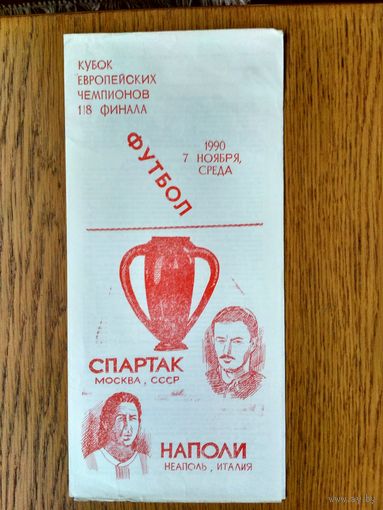 КУБОК
ЕВРОПЕЙСКИХ
ЧЕМПИОНОВ
1/8 ФИНАЛА
ФУТБОЛ
1990
7 НОЯБРЯ,
СРЕДА
СПАРТАК
МОСКВА, СССР
НАПОЛИ
НЕАПОЛЬ, ИТАЛИЯ